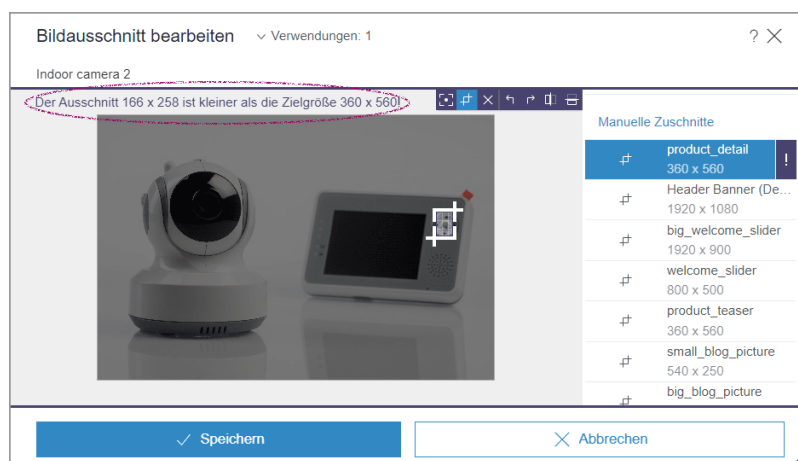 Bildausschnitt bearbeiten
Verwendungen: 1
?
Indoor camera 2
Der Ausschnitt 166 x 258 ist kleiner als die Zielgröße 360 x 560!
Manuelle Zuschnitte
product_detail
360 x 560
!
Header Banner (De...
1920 x 1080
big_welcome_slider
1920 x 900
welcome_slider
800 x 500
product_teaser
360 x 560
small_blog_picture
540 x 250
big_blog_picture
Speichern
Abbrechen